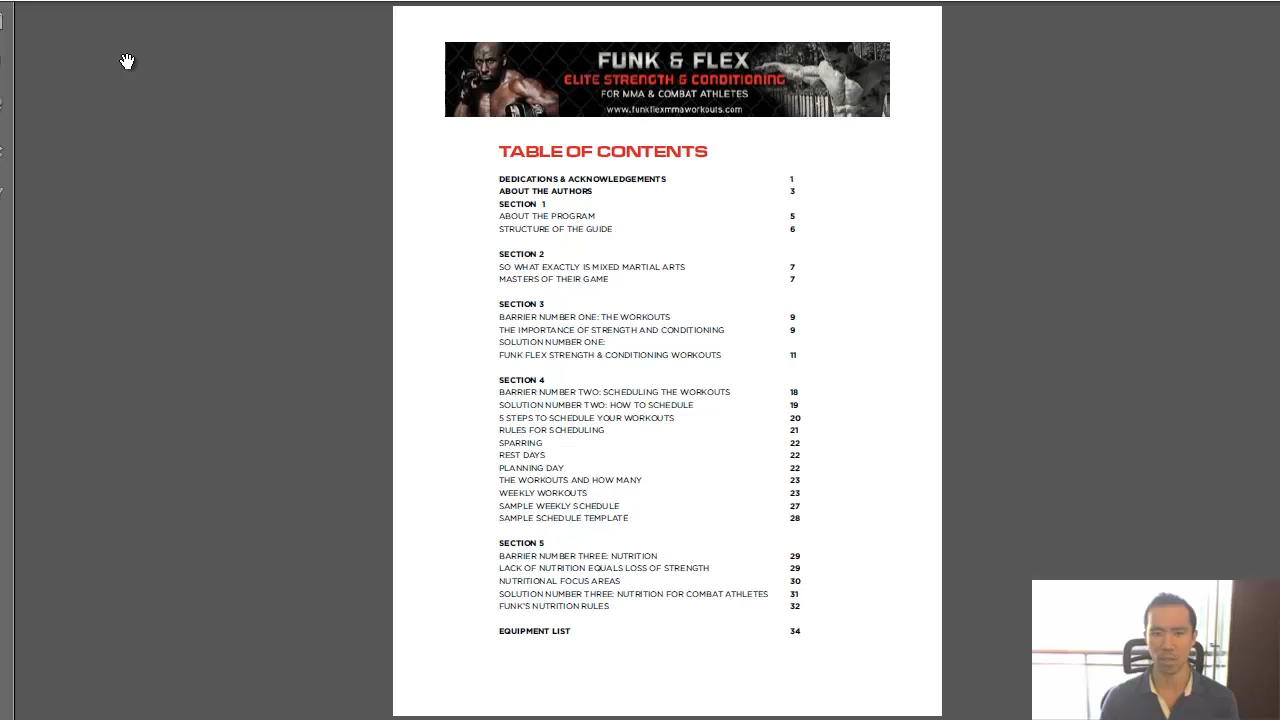 FUNK & FLEX
ELITE STRENGTH & CONDITIONING
FOR MMA & COMBAT ATHLETES
www.funkflexmmaworkouts.com
TABLE OF CONTENTS
DEDICATIONS & ACKNOWLEDGEMENTS 1
ABOUT THE AUTHORS 3
SECTION 1
ABOUT THE PROGRAM 5
STRUCTURE OF THE GUIDE 6
SECTION 2
SO WHAT EXACTLY IS MIXED MARTIAL ARTS 7
MASTERS OF THEIR GAME 7
SECTION 3
BARRIER NUMBER ONE: THE WORKOUTS 9
THE IMPORTANCE OF STRENGTH AND CONDITIONING 9
SOLUTION NUMBER ONE:
FUNK FLEX STRENGTH & CONDITIONING WORKOUTS 11
SECTION 4
BARRIER NUMBER TWO: SCHEDULING THE WORKOUTS 18
SOLUTION NUMBER TWO: HOW TO SCHEDULE 19
5 STEPS TO SCHEDULE YOUR WORKOUTS 20
RULES FOR SCHEDULING 21
SPARRING 22
REST DAYS 22
PLANNING DAY 22
THE WORKOUTS AND HOW MANY 23
WEEKLY WORKOUTS 23
SAMPLE WEEKLY SCHEDULE 27
SAMPLE SCHEDULE TEMPLATE 28
SECTION 5
BARRIER NUMBER THREE: NUTRITION 29
LACK OF NUTRITION EQUALS LOSS OF STRENGTH 29
NUTRITIONAL FOCUS AREAS 30
SOLUTION NUMBER THREE: NUTRITION FOR COMBAT ATHLETES 31
FUNK'S NUTRITION RULES 32
EQUIPMENT LIST 34